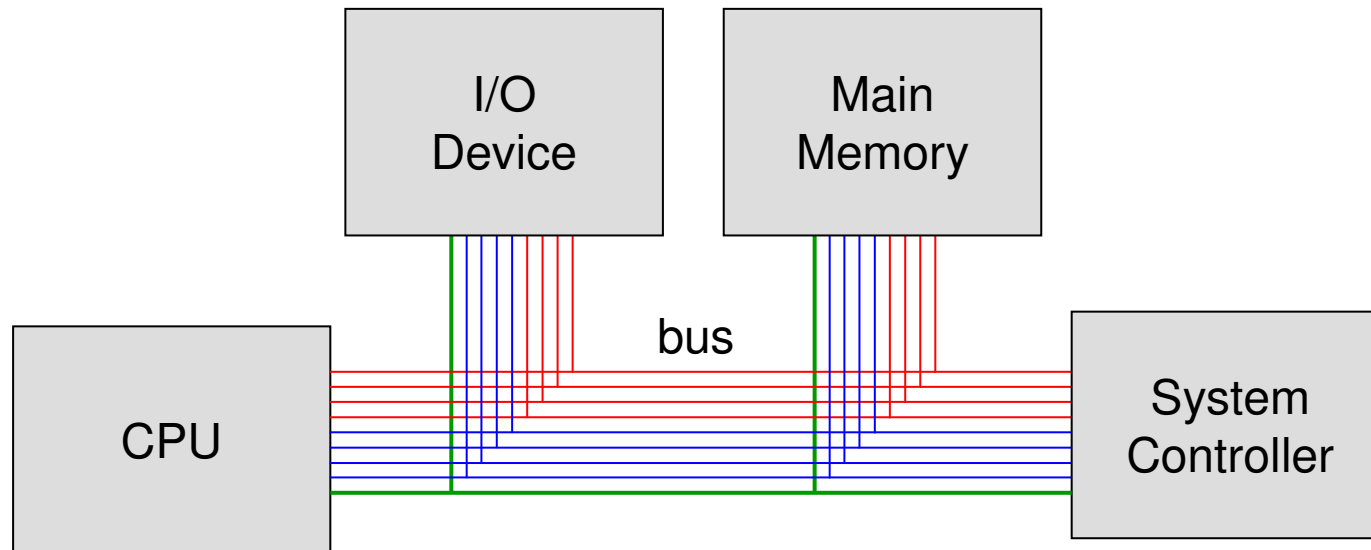 I/O
Device
Main
Memory
bus
CPU
System
Controller